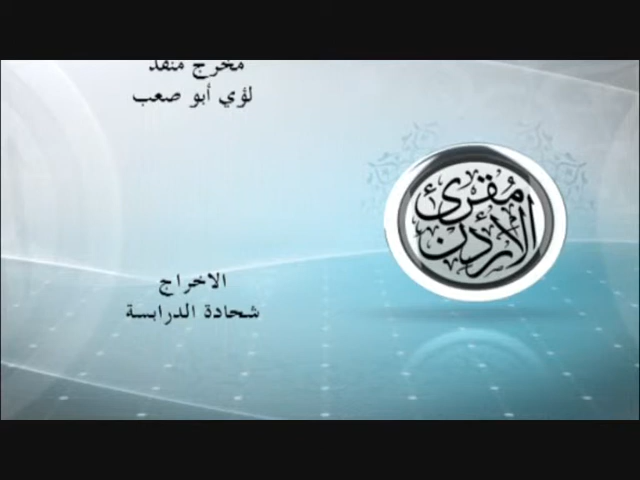 مخرج منفذ
لؤي أبو صعب
مقرئ
الأردن
الاخراج
شحادة الدرابسة